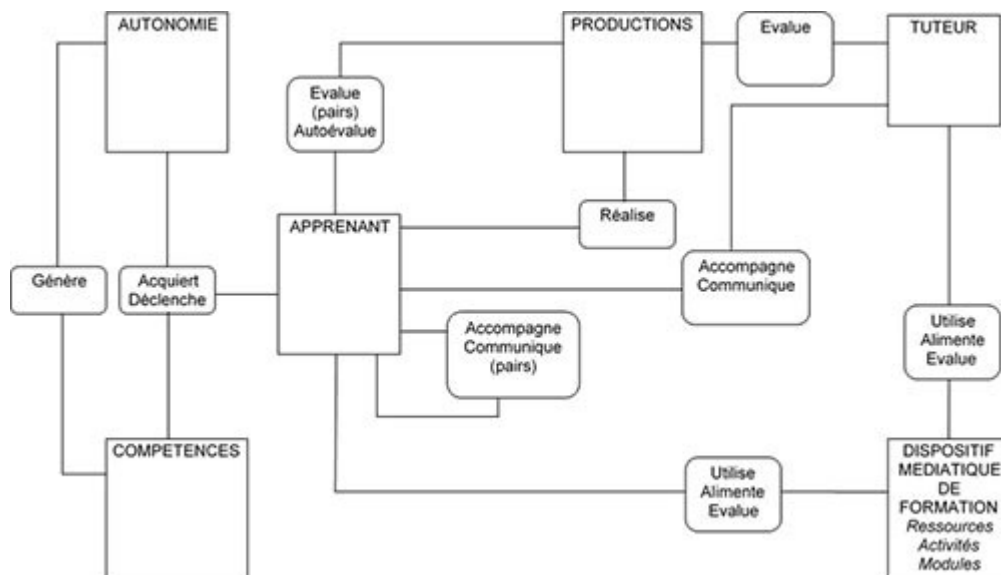 AUTONOMIE
PRODUCTIONS
Evalue
TUTEUR
Évalue
(pairs)
Autoévalue
APPRENANT
Réalise
Génère
Acquiert
Déclenche
Accompagne
Communique
Accompagne
Communique
(pairs)
Utilise
Alimente
Evalue
COMPETENCES
Utilise
Alimente
Evalue
DISPOSITIF
MEDIATIQUE
DE
FORMATION
Ressources
Activités
Modules